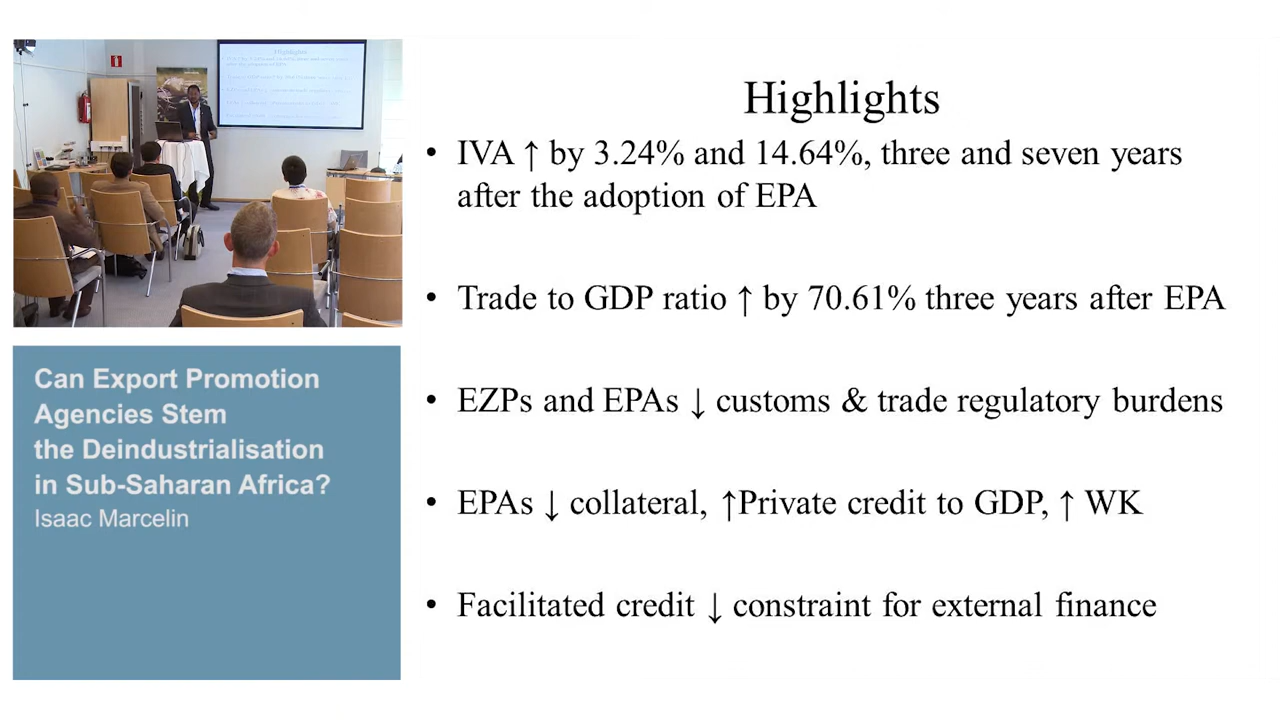 Highlights
• IVA ↑ by 3.24% and 14.64%, three and seven years
after the adoption of EPA
• Trade to GDP ratio ↑ by 70.61% three years after EPA
• EZPs and EPAs ↓ customs & trade regulatory burdens
• EPAs ↓ collateral, ↑Private credit to GDP, ↑ WK
• Facilitated credit ↓ constraint for external finance
Can Export Promotion
Agencies Stem
the Deindustrialisation
in Sub-Saharan Africa?
Isaac Marcelin